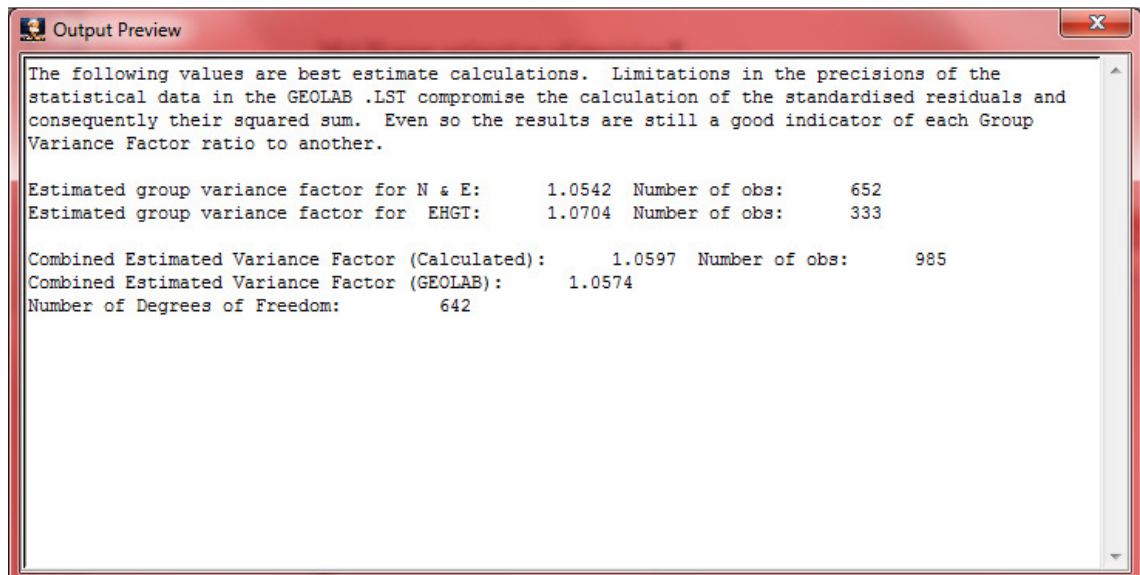 Output Preview
The following values are best estimate calculations.  Limitations in the precisions of the
statistical data in the GEOLAB .LST compromise the calculation of the standardised residuals and
consequently their squared sum.  Even so the results are still a good indicator of each Group
Variance Factor ratio to another.
Estimated group variance factor for N & E:      1.0542  Number of obs:      652
Estimated group variance factor for  EHGT:      1.0704  Number of obs:      333
Combined Estimated Variance Factor (Calculated):      1.0597  Number of obs:      985
Combined Estimated Variance Factor (GEOLAB):      1.0574
Number of Degrees of Freedom:      642